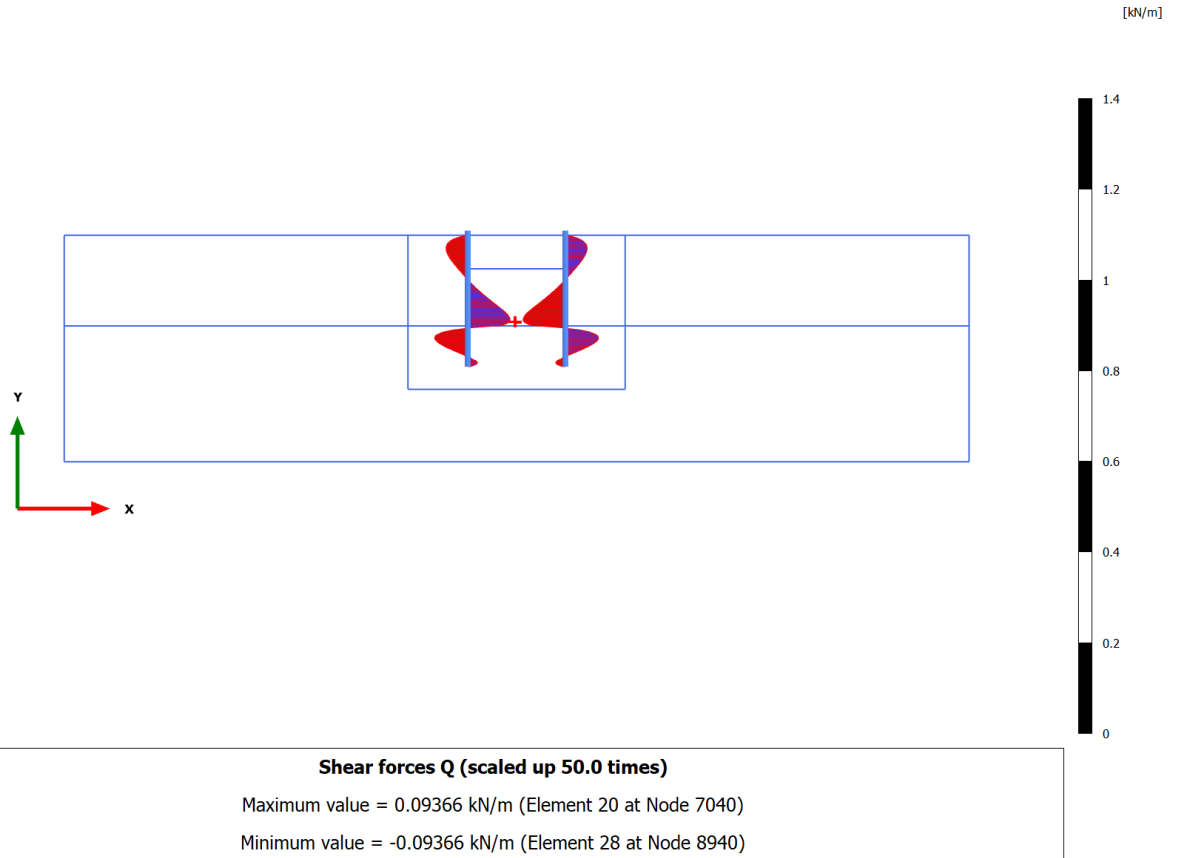 [kN/m]
1.4
1.2
1
0.8
0.6
0.4
0.2
0
Y
X
Shear forces Q (scaled up 50.0 times)
Maximum value = 0.09366 kN/m (Element 20 at Node 7040)
Minimum value = -0.09366 kN/m (Element 28 at Node 8940)